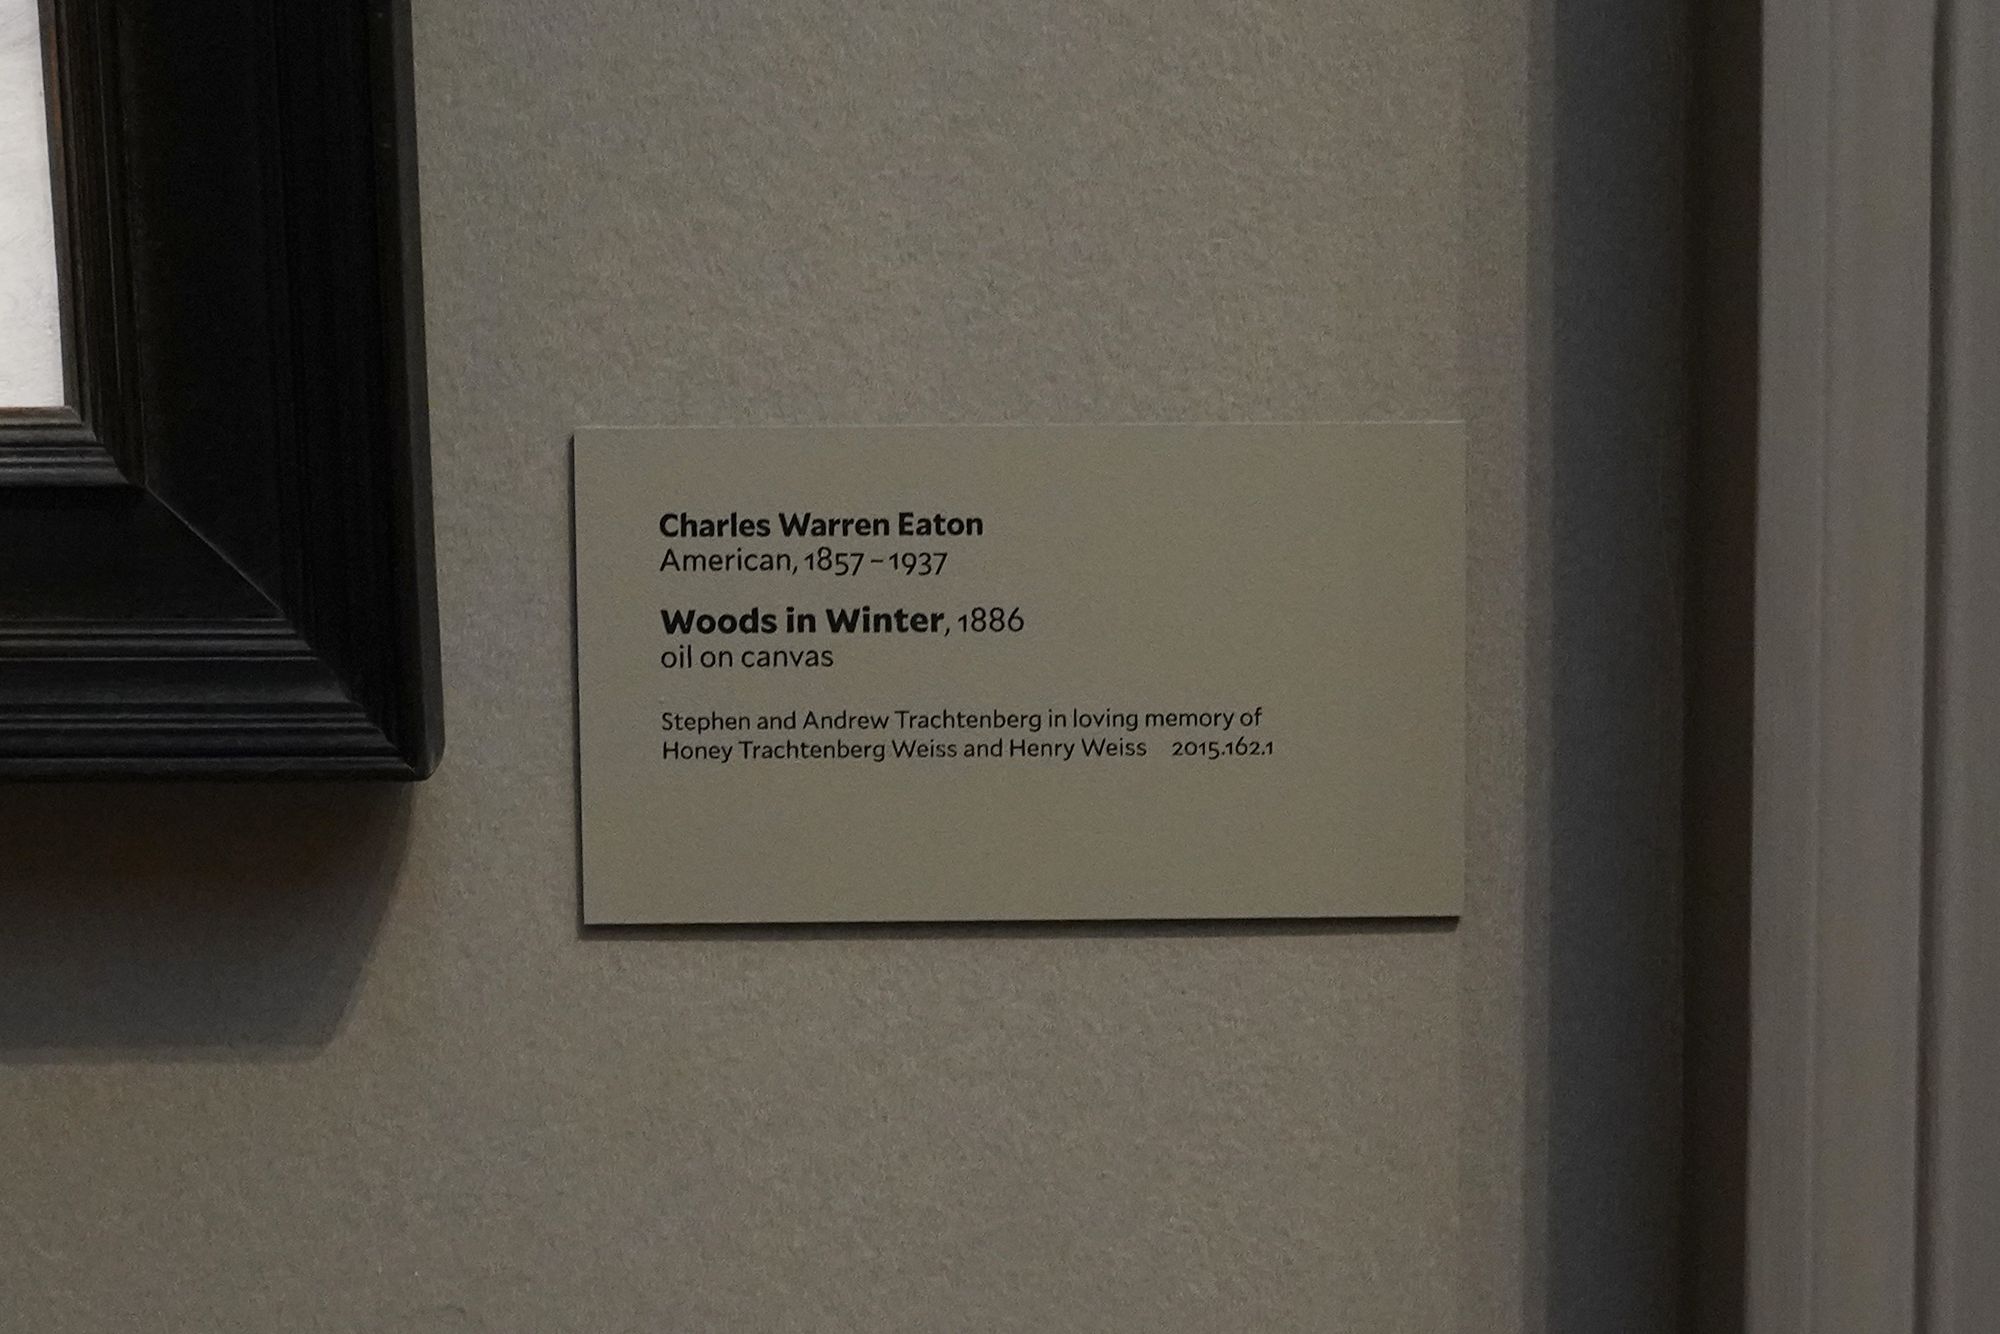 Charles Warren Eaton
American, 1857–1937
Woods in Winter, 1886
oil on canvas
Stephen and Andrew Trachtenberg in loving memory of
Honey Trachtenberg Weiss and Henry Weiss 2015.162.1